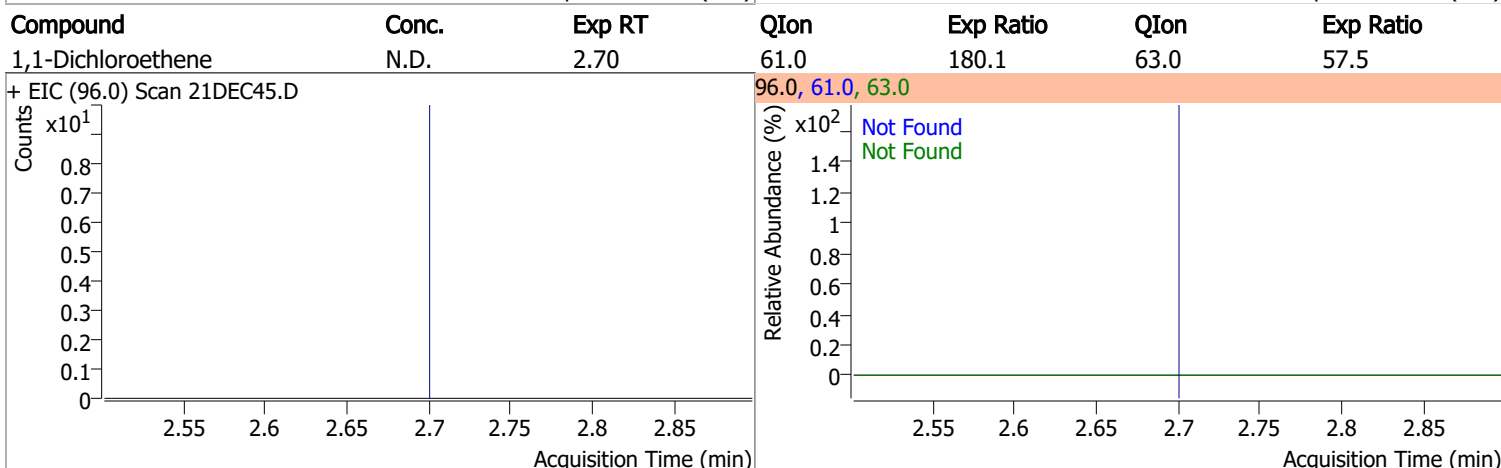 Compound Conc. Exp RT QIon Exp Ratio QIon Exp Ratio
1,1-Dichloroethene N.D. 2.70 61.0 180.1 63.0 57.5
+ EIC (96.0) Scan 21DEC45.D
Counts
x10¹
0.8
0.7
0.6
0.5
0.4
0.3
0.2
0.1
0
2.55 2.6 2.65 2.7 2.75 2.8 2.85
Acquisition Time (min)
96.0, 61.0, 63.0
Relative Abundance (%)
x10²
Not Found
Not Found
1.4
1.2
1
0.8
0.6
0.4
0.2
0
2.55 2.6 2.65 2.7 2.75 2.8 2.85
Acquisition Time (min)